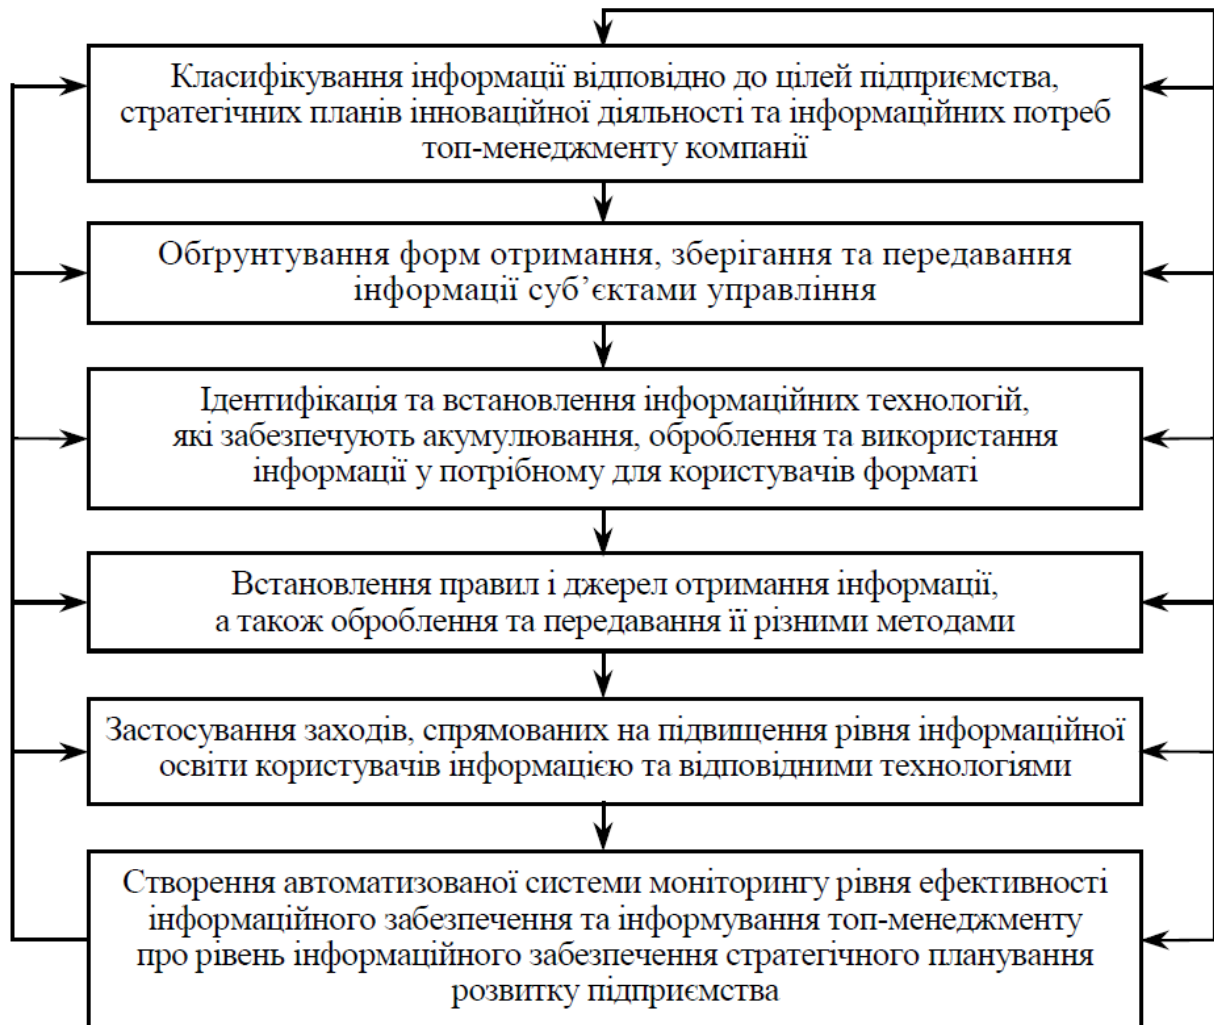 Класифікування інформації відповідно до цілей підприємства,
стратегічних планів інноваційної діяльності та інформаційних потреб
топ-менеджменту компанії
Обґрунтування форм отримання, зберігання та передавання
інформації суб’єктами управління
Ідентифікація та встановлення інформаційних технологій,
які забезпечують акумулювання, оброблення та використання
інформації у потрібному для користувачів форматі
Встановлення правил і джерел отримання інформації,
а також оброблення та передавання її різними методами
Застосування заходів, спрямованих на підвищення рівня інформаційної
освіти користувачів інформацією та відповідними технологіями
Створення автоматизованої системи моніторингу рівня ефективності
інформаційного забезпечення та інформування топ-менеджменту
про рівень інформаційного забезпечення стратегічного планування
розвитку підприємства